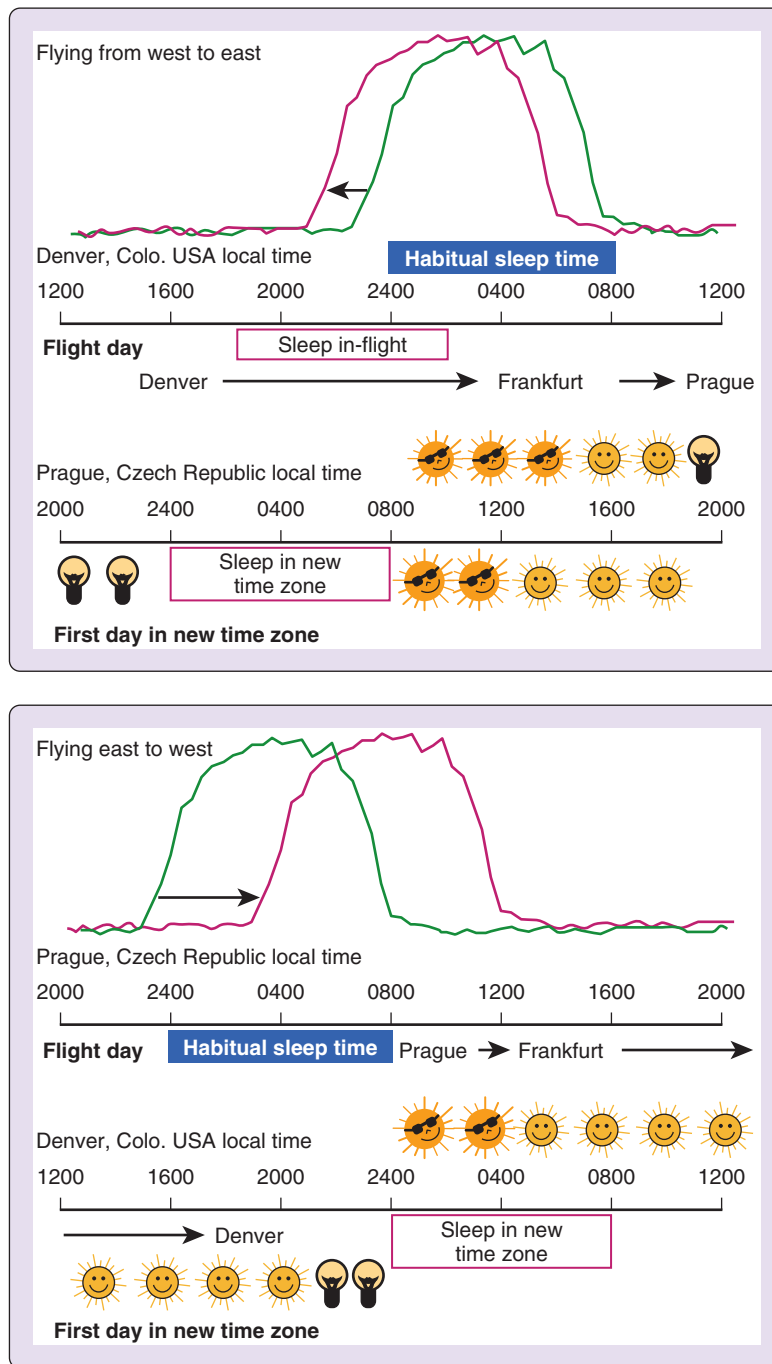 Flying from west to east
Denver, Colo. USA local time
Habitual sleep time
1200 1600 2000 2400 0400 0800 1200
Flight day
Sleep in-flight
Denver Frankfurt Prague
Prague, Czech Republic local time
2000 2400 0400 0800 1200 1600 2000
Sleep in new
time zone
First day in new time zone
Flying east to west
Prague, Czech Republic local time
2000 2400 0400 0800 1200 1600 2000
Flight day Habitual sleep time Prague Frankfurt
Denver, Colo. USA local time
1200 1600 2000 2400 0400 0800 1200
Denver
Sleep in new
time zone
First day in new time zone